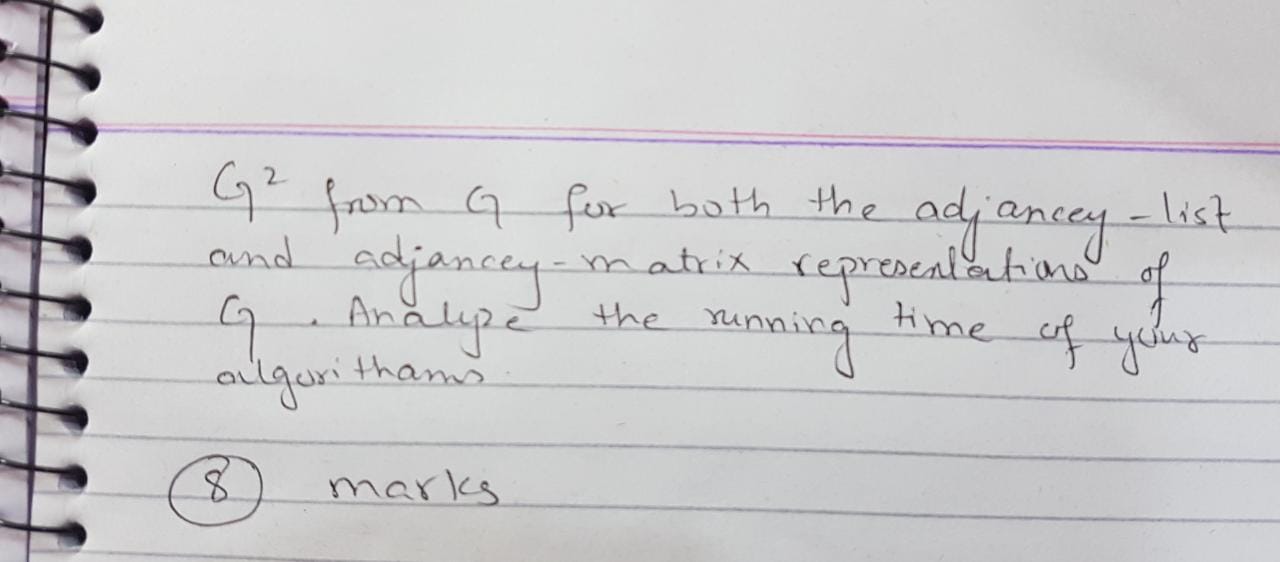 G² from G for both the adjancey-list
and adjancey-matrix representations of
G. Analyze the running time of your
algorithams.
8 marks